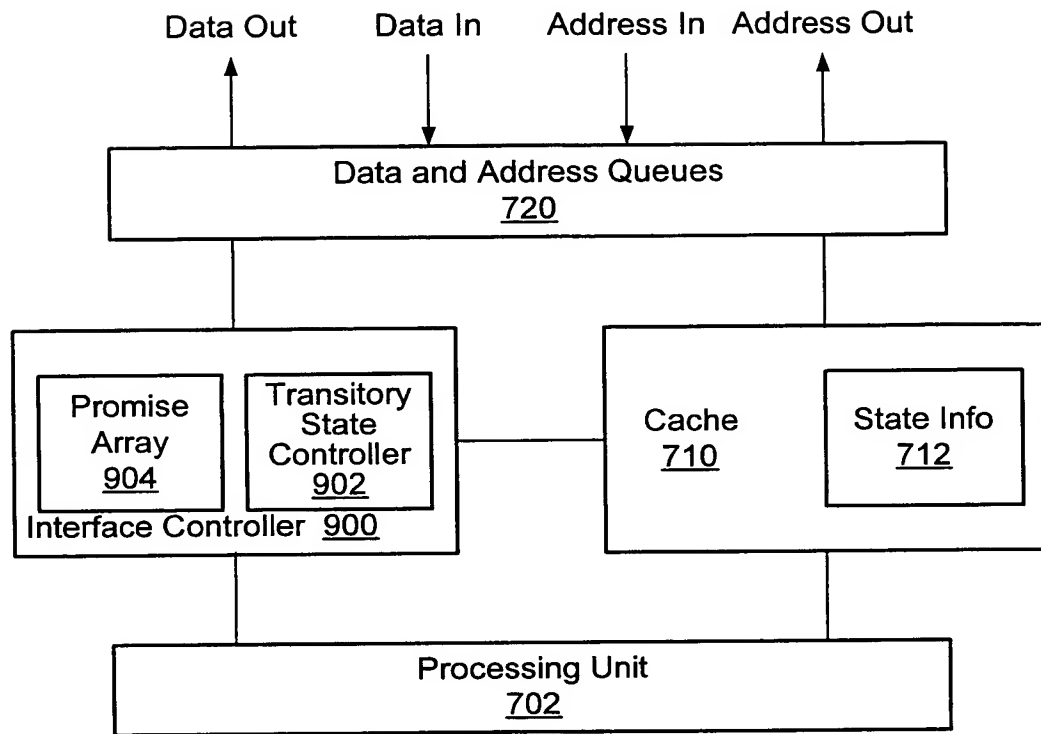 Data Out Data In Address In Address Out
Data and Address Queues
720
Promise
Array
904
Transitory
State
Controller
902
Interface Controller 900
Cache
710
State Info
712
Processing Unit
702